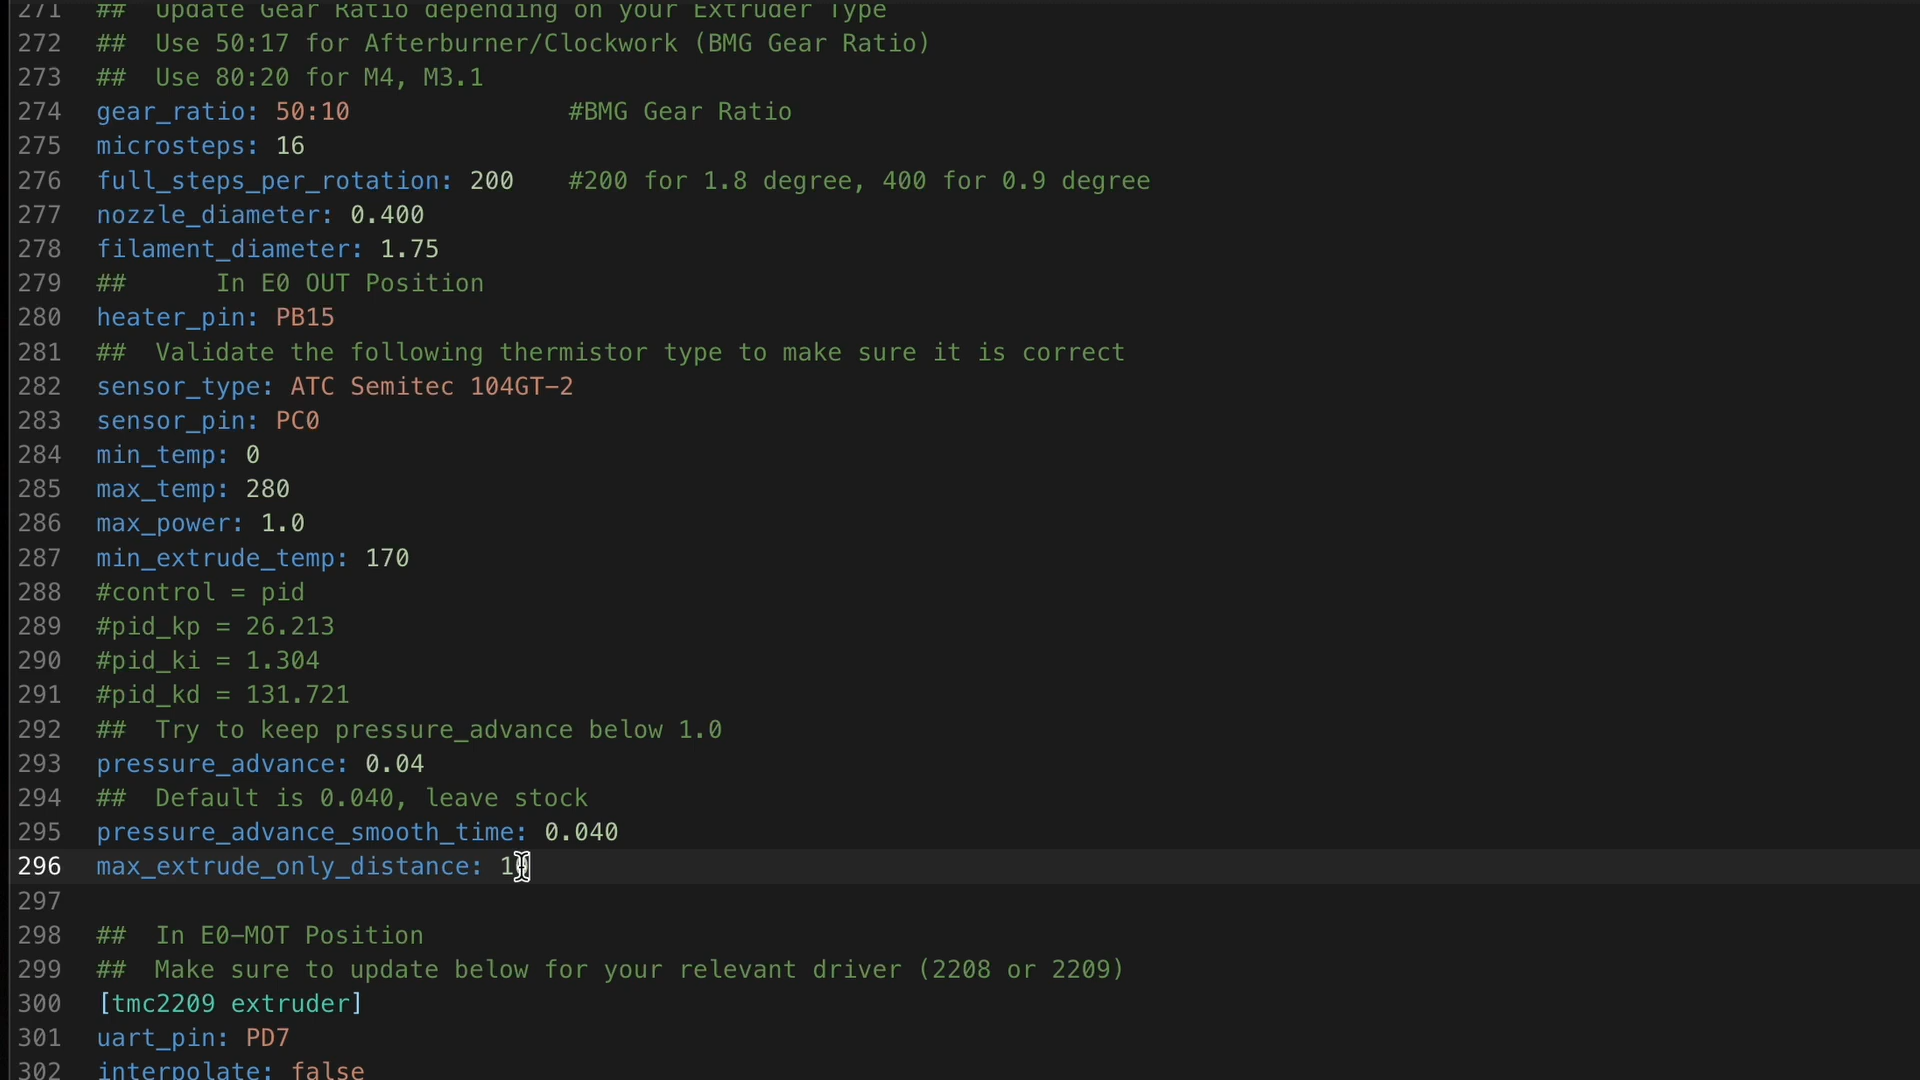 271 ## Update Gear Ratio depending on your Extruder Type
272 ## Use 50:17 for Afterburner/Clockwork (BMG Gear Ratio)
273 ## Use 80:20 for M4, M3.1
274 gear_ratio: 50:10 #BMG Gear Ratio
275 microsteps: 16
276 full_steps_per_rotation: 200 #200 for 1.8 degree, 400 for 0.9 degree
277 nozzle_diameter: 0.400
278 filament_diameter: 1.75
279 ## In E0 OUT Position
280 heater_pin: PB15
281 ## Validate the following thermistor type to make sure it is correct
282 sensor_type: ATC Semitec 104GT-2
283 sensor_pin: PC0
284 min_temp: 0
285 max_temp: 280
286 max_power: 1.0
287 min_extrude_temp: 170
288 #control = pid
289 #pid_kp = 26.213
290 #pid_ki = 1.304
291 #pid_kd = 131.721
292 ## Try to keep pressure_advance below 1.0
293 pressure_advance: 0.04
294 ## Default is 0.040, leave stock
295 pressure_advance_smooth_time: 0.040
296 max_extrude_only_distance:
297
298 ## In E0-MOT Position
299 ## Make sure to update below for your relevant driver (2208 or 2209)
300 [tmc2209 extruder]
301 uart_pin: PD7
302 interpolate: false